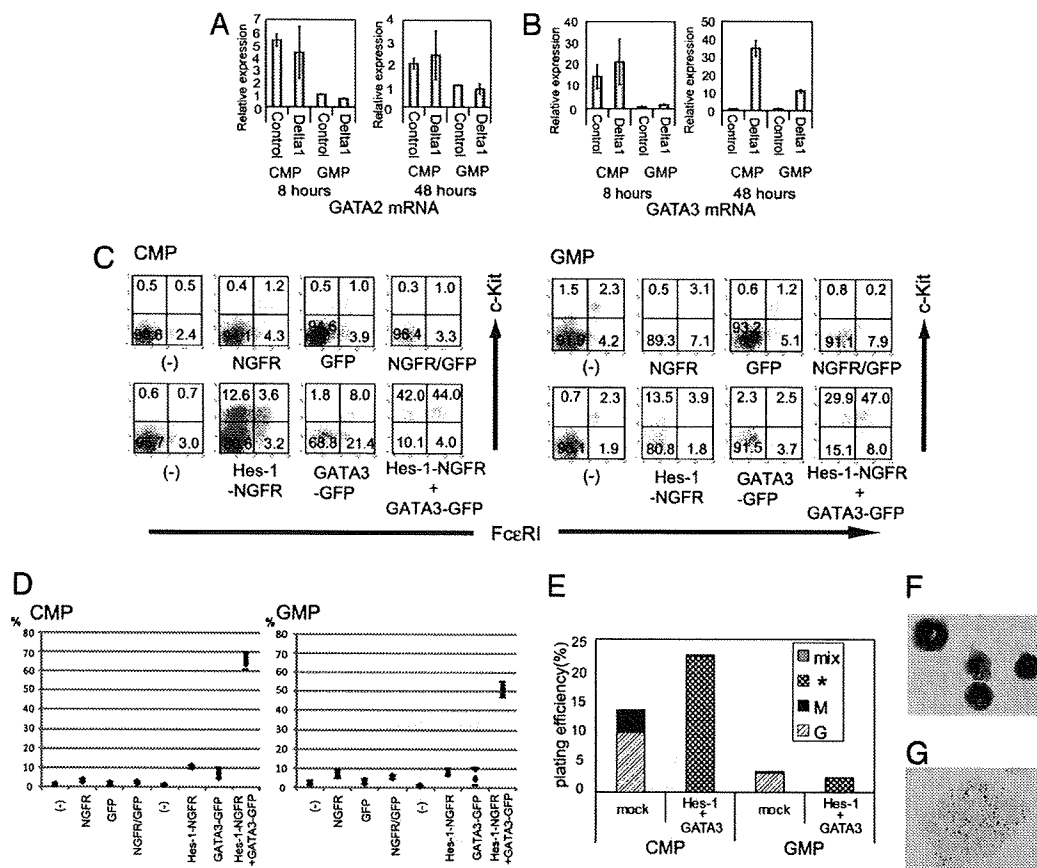 A
B
Relative expression
7
6
5
4
3
2
1
0
Control
Delta1
Control
Delta1
CMP GMP
8 hours
Relative expression
4
3
2
1
0
Control
Delta1
Control
Delta1
CMP GMP
48 hours
GATA2 mRNA
Relative expression
40
30
20
10
0
Control
Delta1
Control
Delta1
CMP GMP
8 hours
50
40
30
20
10
0
Control
Delta1
Control
Delta1
CMP GMP
48 hours
GATA3 mRNA
C
CMP
0.5 0.5 0.4 1.2 0.5 1.0 0.3 1.0
2.4 4.3 94.6 3.9 96.4 3.3
(-) NGFR GFP NGFR/GFP
0.6 0.7 12.6 3.6 1.8 8.0 42.0 44.0
3.0 3.2 68.8 21.4 10.1 4.0
(-) Hes-1 -NGFR GATA3 -GFP Hes-1-NGFR + GATA3-GFP
c-Kit
GMP
1.5 2.3 0.5 3.1 0.6 1.2 0.8 0.2
4.2 89.3 7.1 93.2 5.1 91.1 7.9
(-) NGFR GFP NGFR/GFP
0.7 2.3 13.5 3.9 2.3 2.5 29.9 47.0
1.9 80.8 1.8 91.5 3.7 15.1 8.0
(-) Hes-1 -NGFR GATA3 -GFP Hes-1-NGFR + GATA3-GFP
c-Kit
FcεRI
D
CMP
%
80
70
60
50
40
30
20
10
0
(-)
NGFR
GFP
NGFR/GFP
(-)
Hes-1-NGFR
GATA3-GFP
Hes-1-NGFR
+GATA3-GFP
GMP
%
80
70
60
50
40
30
20
10
0
(-)
NGFR
GFP
NGFR/GFP
(-)
Hes-1-NGFR
GATA3-GFP
Hes-1-NGFR
+GATA3-GFP
E
plating efficiency(%)
25
20
15
10
5
0
mix
*
M
G
mock Hes-1 + GATA3 mock Hes-1 + GATA3
CMP GMP
F
G